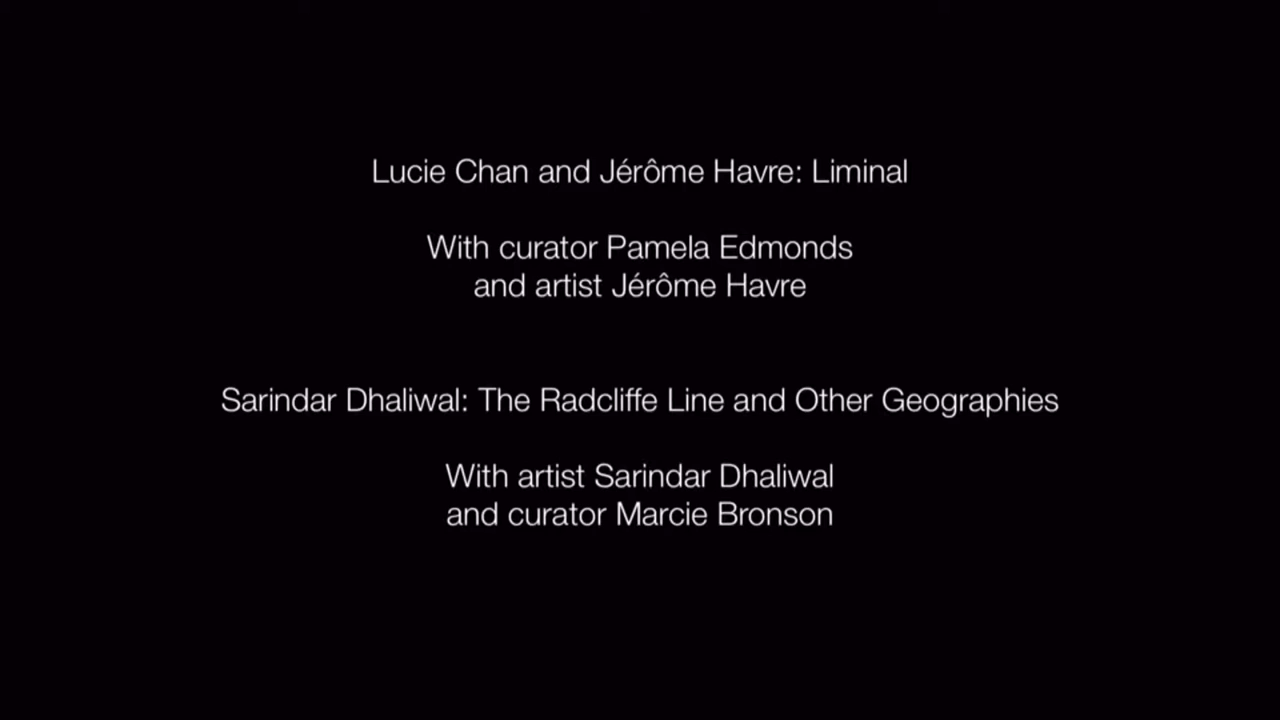 Lucie Chan and Jérôme Havre: Liminal
With curator Pamela Edmonds
and artist Jérôme Havre
Sarindar Dhaliwal: The Radcliffe Line and Other Geographies
With artist Sarindar Dhaliwal
and curator Marcie Bronson